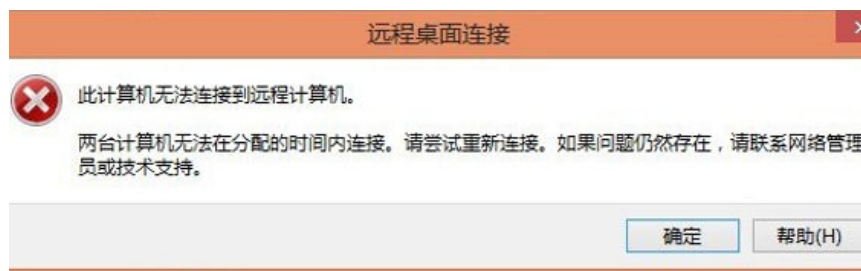 远程桌面连接
此计算机无法连接到远程计算机。
两台计算机无法在分配的时间内连接。请尝试重新连接。如果问题仍然存在，请联系网络管理
员或技术支持。
确定
帮助(H)